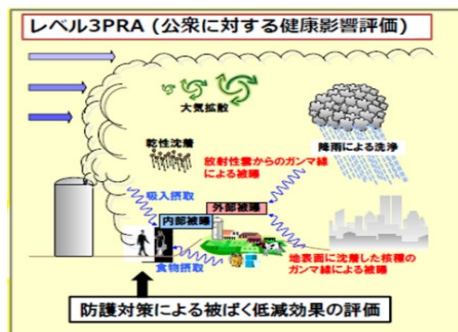 レベル3PRA (公衆に対する健康影響評価)
大気拡散
乾性沈着
降雨による洗浄
放射性雲からのガンマ線
による被曝
吸入摂取
外部被曝
内部被曝
食物摂取
地表面に沈着した核種の
ガンマ線による被曝
防護対策による被ばく低減効果の評価